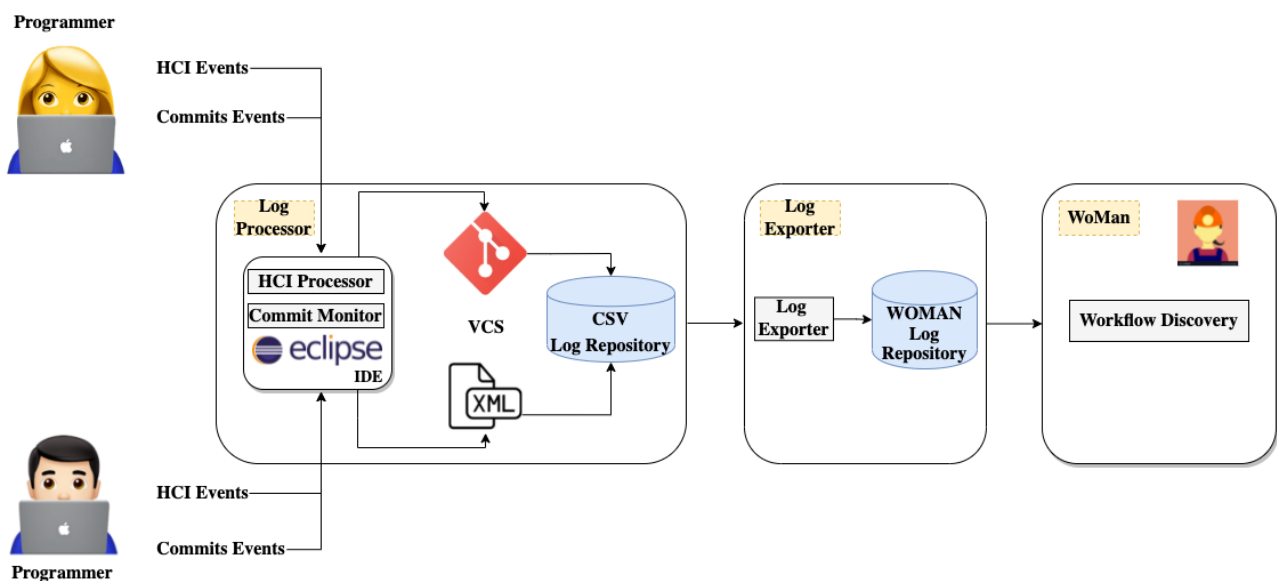 Programmer
HCI Events
Commits Events
Log
Processor
HCI Processor
Commit Monitor
eclipse
IDE
VCS
XML
CSV
Log Repository
Log
Exporter
Log
Exporter
WOMAN
Log
Repository
WoMan
Workflow Discovery
HCI Events
Commits Events
Programmer